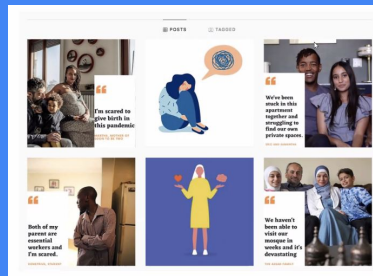 POSTS TAGGED
I'm scared to
give birth in
this pandemic
We've been
stuck in this
apartment
together and
struggling to
find our own
private spaces.
Both of my
parent are
essential
workers and
I'm scared.
We haven't
been able to
visit our
mosque in
weeks and it's
devastating